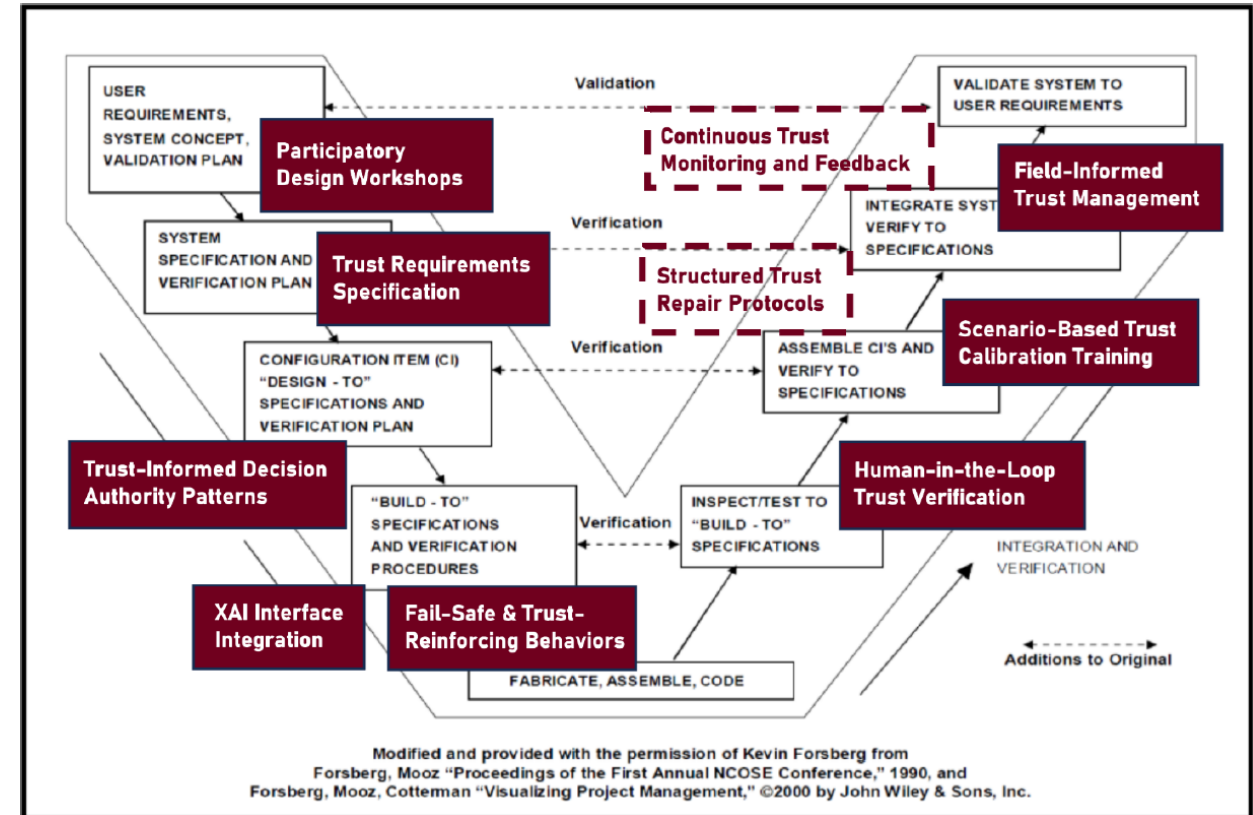 USER
REQUIREMENTS,
SYSTEM CONCEPT,
VALIDATION PLAN
Participatory
Design Workshops
Validation
Continuous Trust
Monitoring and Feedback
VALIDATE SYSTEM TO
USER REQUIREMENTS
Field-Informed
Trust Management
SYSTEM
SPECIFICATION AND
VERIFICATION PLAN
Trust Requirements
Specification
Verification
Structured Trust
Repair Protocols
INTEGRATE
VERIFY TO
SPECIFICATIONS
Scenario-Based Trust
Calibration Training
CONFIGURATION ITEM (CI)
“DESIGN - TO”
SPECIFICATIONS AND
VERIFICATION PLAN
Verification
ASSEMBLE CI'S AND
VERIFY TO
SPECIFICATIONS
Trust-Informed Decision
Authority Patterns
Human-in-the-Loop
Trust Verification
“BUILD - TO”
SPECIFICATIONS
AND VERIFICATION
PROCEDURES
Verification
INSPECT/TEST TO
“BUILD - TO”
SPECIFICATIONS
INTEGRATION AND
VERIFICATION
XAI Interface
Integration
Fail-Safe & Trust-
Reinforcing Behaviors
FABRICATE, ASSEMBLE, CODE
Additions to Original
Modified and provided with the permission of Kevin Forsberg from
Forsberg, Mooz “Proceedings of the First Annual NCOSE Conference,” 1990, and
Forsberg, Mooz, Cotterman “Visualizing Project Management,” ©2000 by John Wiley & Sons, Inc.